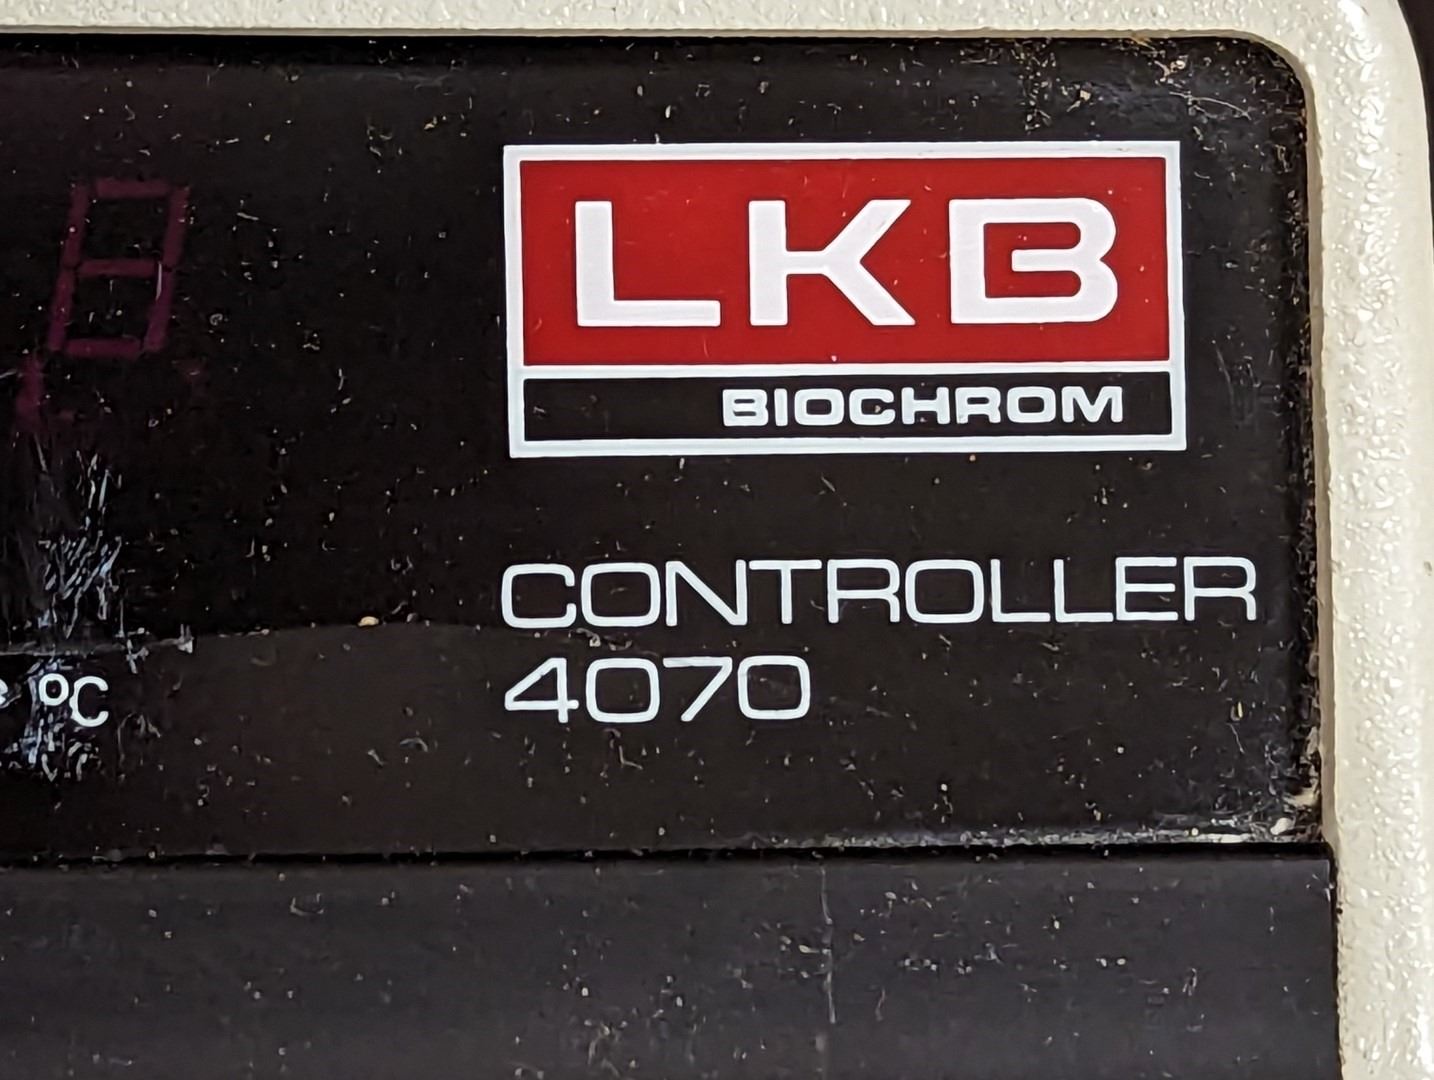 LKB
BIOCHROM
CONTROLLER
4070
°C